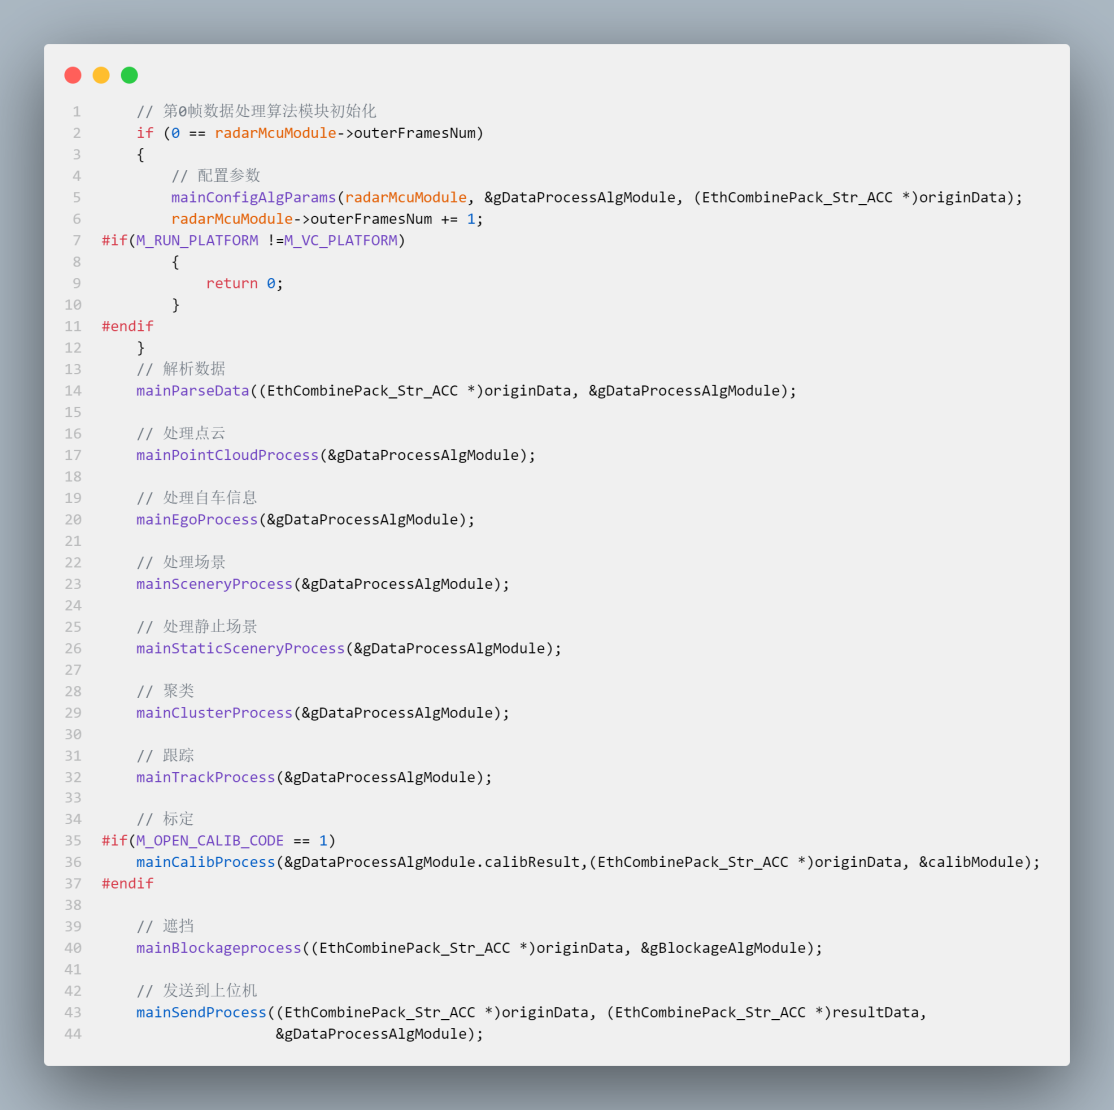 1     // 第0帧数据处理算法模块初始化
2     if (0 == radarMcuModule->outerFramesNum)
3     {
4         // 配置参数
5         mainConfigAlgParams(radarMcuModule, &gDataProcessAlgModule, (EthCombinePack_Str_ACC *)originData);
6         radarMcuModule->outerFramesNum += 1;
7 #if(M_RUN_PLATFORM !=M_VC_PLATFORM)
8         {
9             return 0;
10         }
11 #endif
12     }
13     // 解析数据
14     mainParseData((EthCombinePack_Str_ACC *)originData, &gDataProcessAlgModule);
15
16     // 处理点云
17     mainPointCloudProcess(&gDataProcessAlgModule);
18
19     // 处理自车信息
20     mainEgoProcess(&gDataProcessAlgModule);
21
22     // 处理场景
23     mainSceneryProcess(&gDataProcessAlgModule);
24
25     // 处理静止场景
26     mainStaticSceneryProcess(&gDataProcessAlgModule);
27
28     // 聚类
29     mainClusterProcess(&gDataProcessAlgModule);
30
31     // 跟踪
32     mainTrackProcess(&gDataProcessAlgModule);
33
34     // 标定
35 #if(M_OPEN_CALIB_CODE == 1)
36     mainCalibProcess(&gDataProcessAlgModule.calibResult,(EthCombinePack_Str_ACC *)originData, &calibModule);
37 #endif
38
39     // 遮挡
40     mainBlockageprocess((EthCombinePack_Str_ACC *)originData, &gBlockageAlgModule);
41
42     // 发送到上位机
43     mainSendProcess((EthCombinePack_Str_ACC *)originData, (EthCombinePack_Str_ACC *)resultData,
44                     &gDataProcessAlgModule);